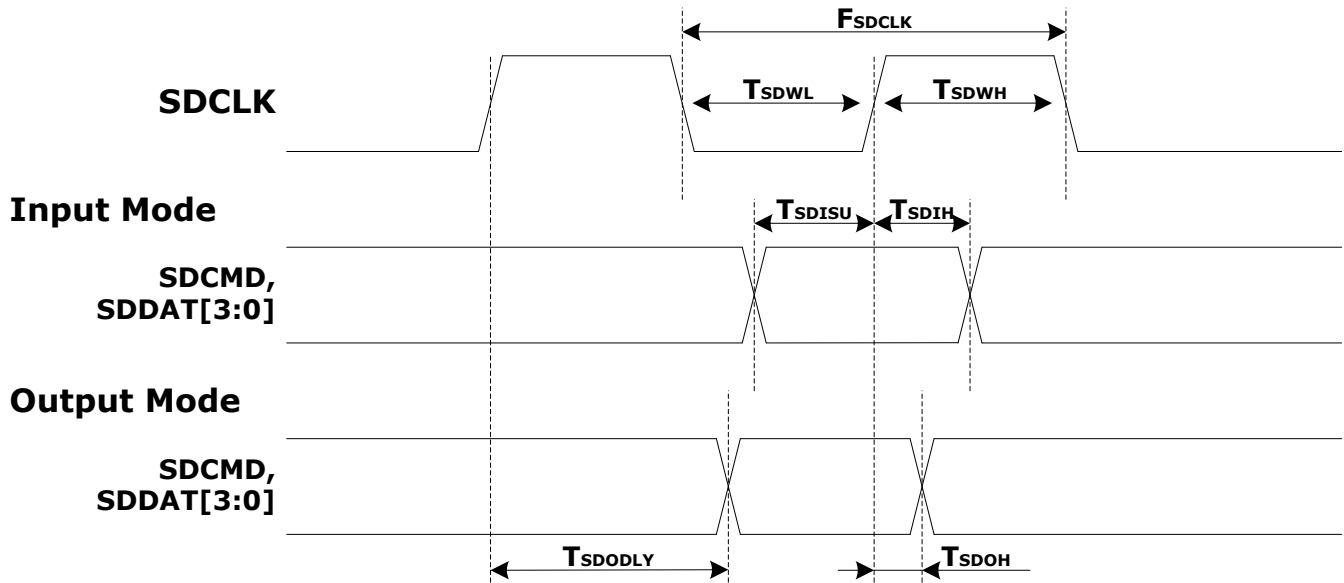 FSDCLK
SDCLK
TSDWL
TSDWH
Input Mode
TSDISU
TSDIH
SDCMD,
SDDAT[3:0]
Output Mode
SDCMD,
SDDAT[3:0]
TSDODLY
TSDOH